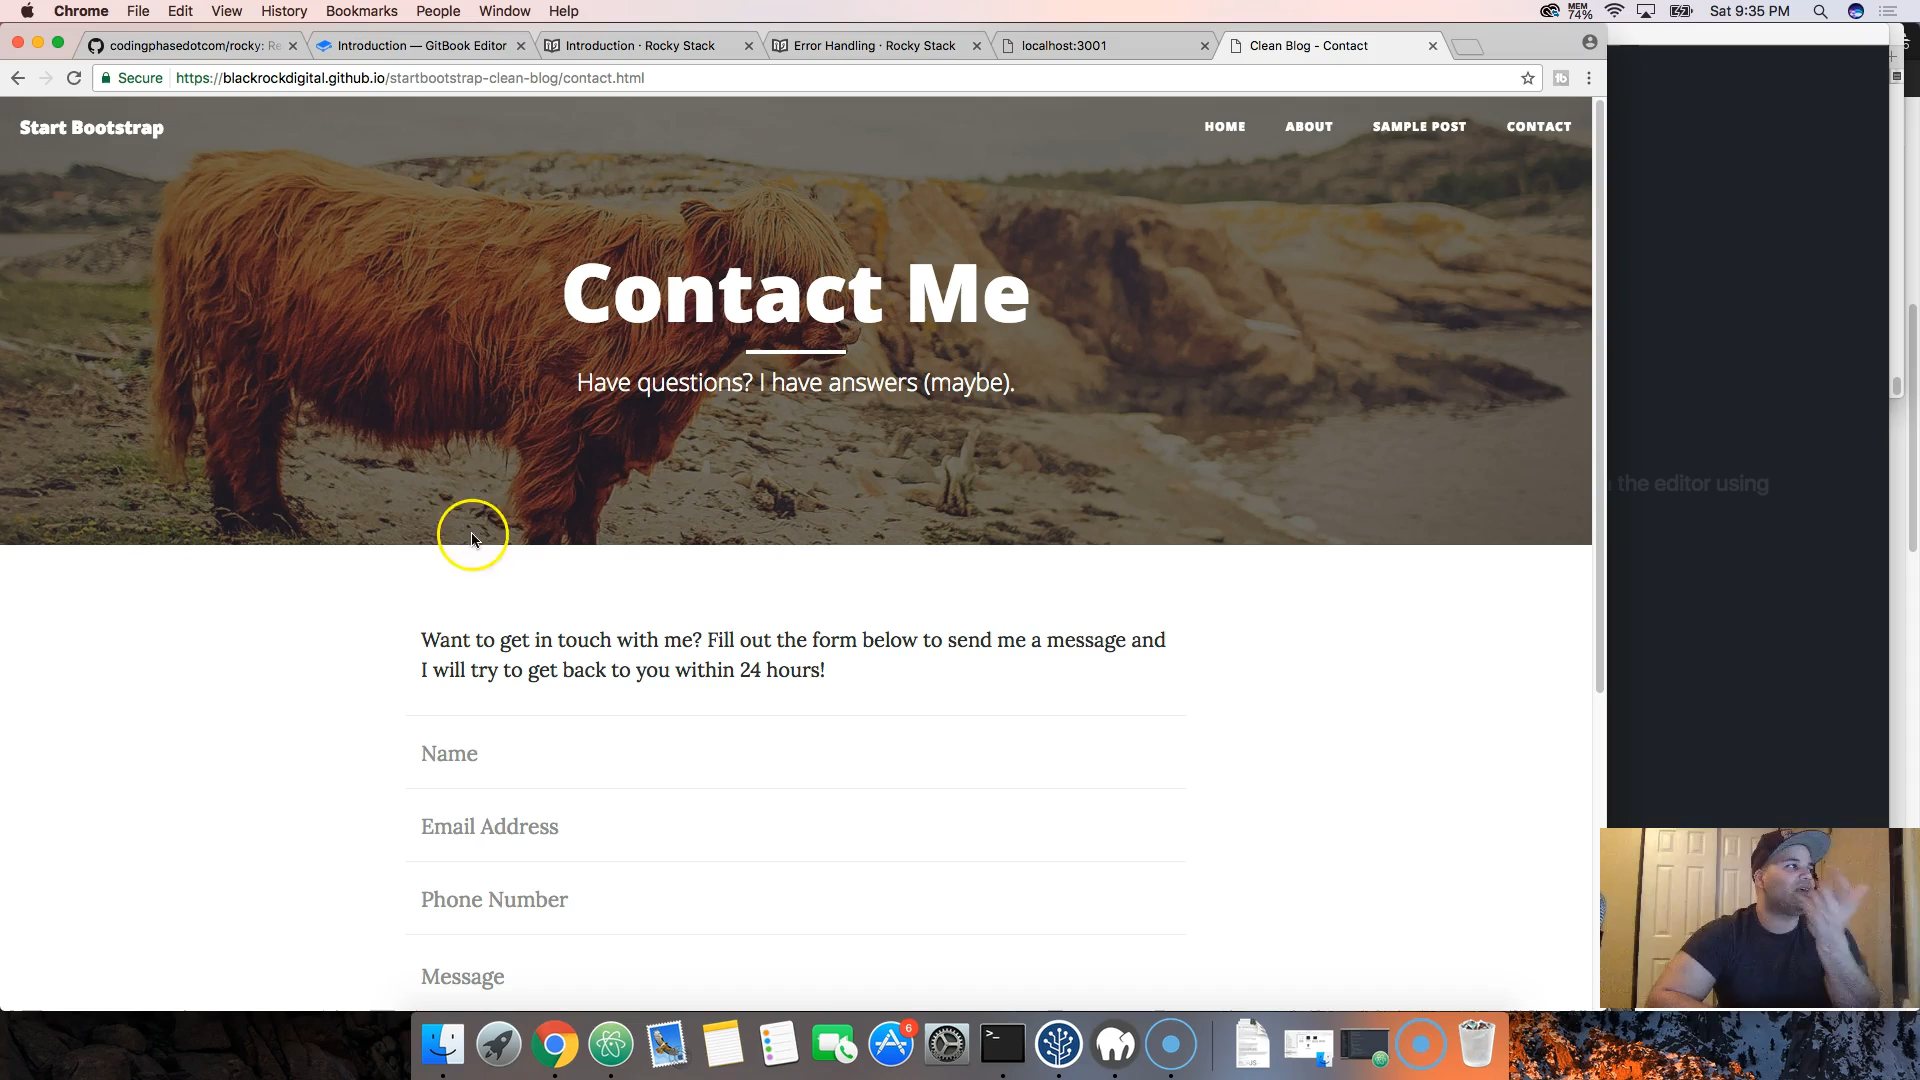 Chrome File Edit View History Bookmarks People Window Help MEM 74% Sat 9:35 PM
codingphasedotcom/rocky: Re Introduction — GitBook Editor Introduction · Rocky Stack Error Handling · Rocky Stack localhost:3001 Clean Blog - Contact
Secure https://blackrockdigital.github.io/startbootstrap-clean-blog/contact.html
Start Bootstrap HOME ABOUT SAMPLE POST CONTACT
Contact Me
Have questions? I have answers (maybe).
the editor using
Want to get in touch with me? Fill out the form below to send me a message and
I will try to get back to you within 24 hours!
Name
Email Address
Phone Number
Message
6